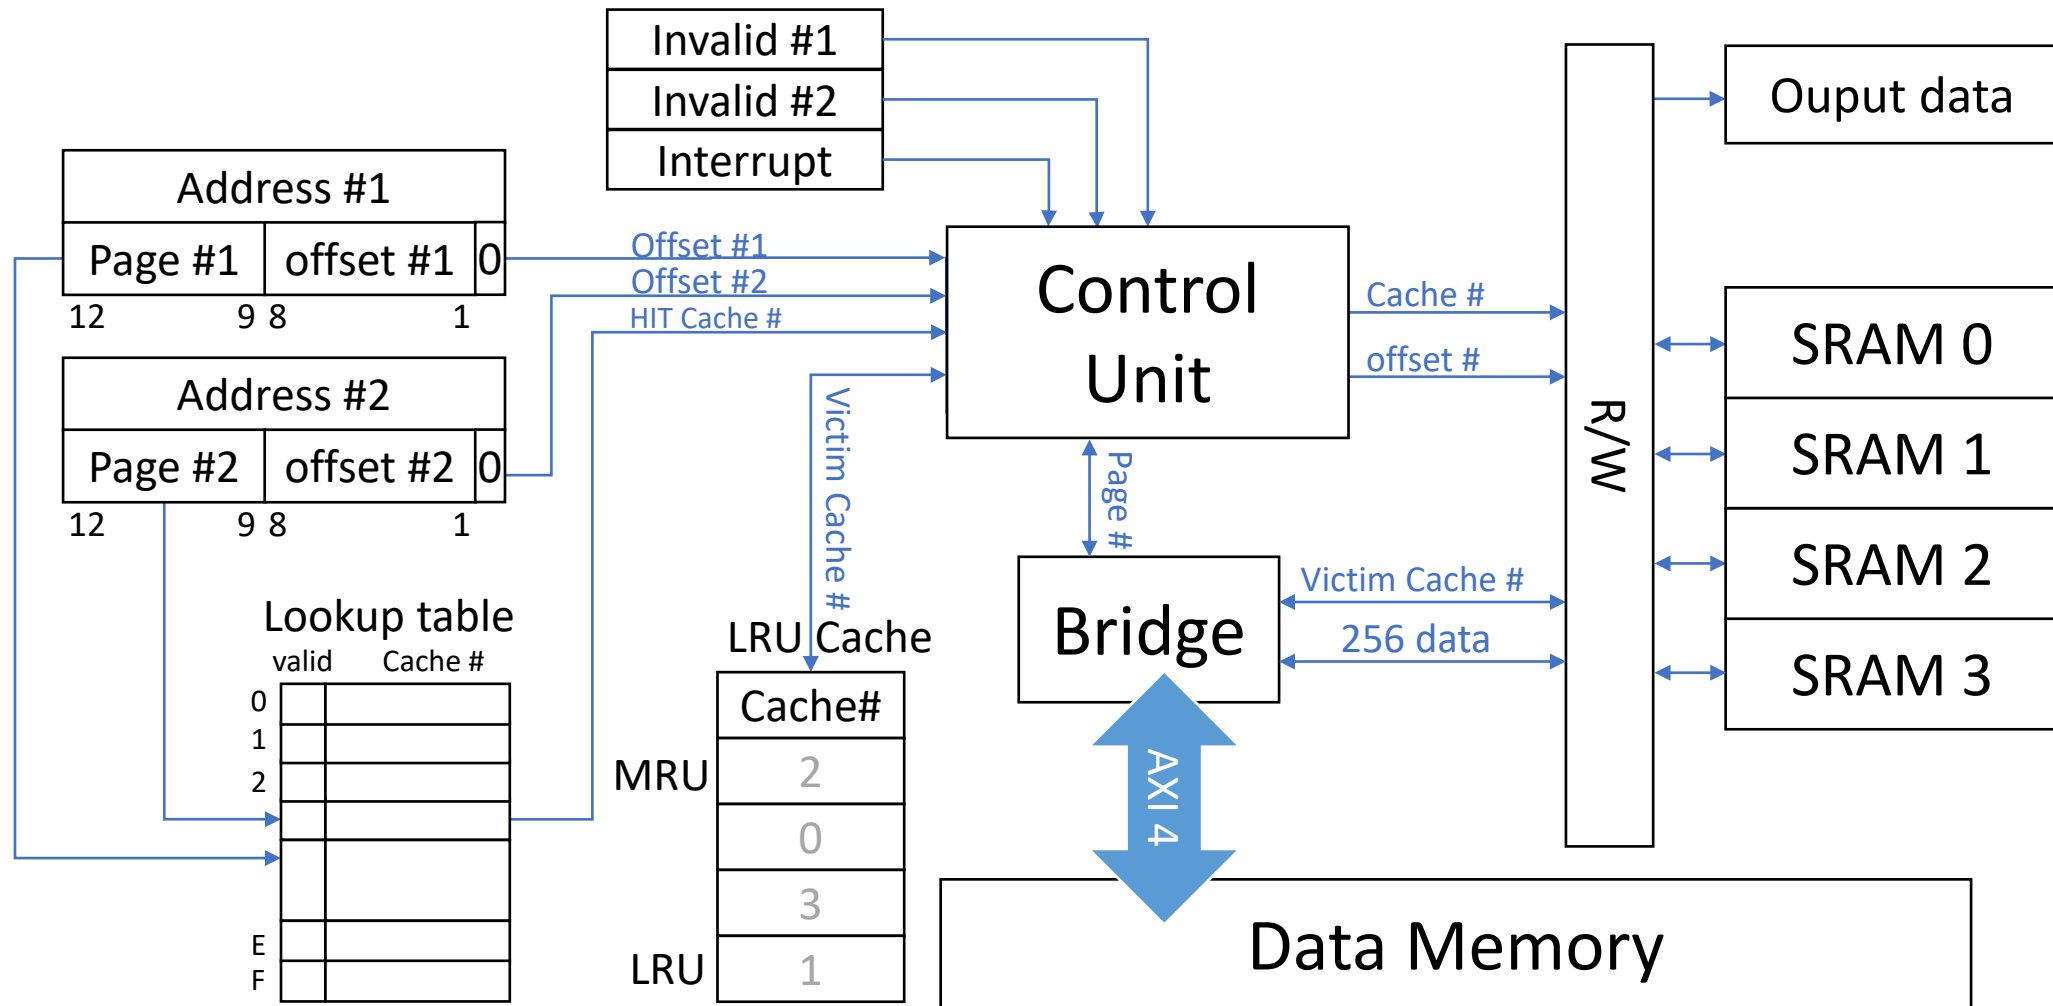 Invalid #1
Invalid #2
Interrupt
Address #1
Page #1 offset #1 0
12 9 8 1
Address #2
Page #2 offset #2 0
12 9 8 1
Offset #1
Offset #2
HIT Cache #
Victim Cache #
Control
Unit
Cache #
offset #
Page #
R/W
Ouput data
SRAM 0
SRAM 1
SRAM 2
SRAM 3
Bridge
Victim Cache #
256 data
AXI 4
Data Memory
Lookup table
valid Cache #
0
1
2
E
F
LRU Cache
Cache#
MRU 2
0
3
LRU 1